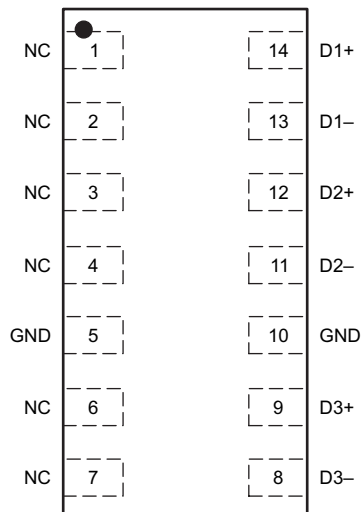 NC 1 14 D1+
NC 2 13 D1–
NC 3 12 D2+
NC 4 11 D2–
GND 5 10 GND
NC 6 9 D3+
NC 7 8 D3–